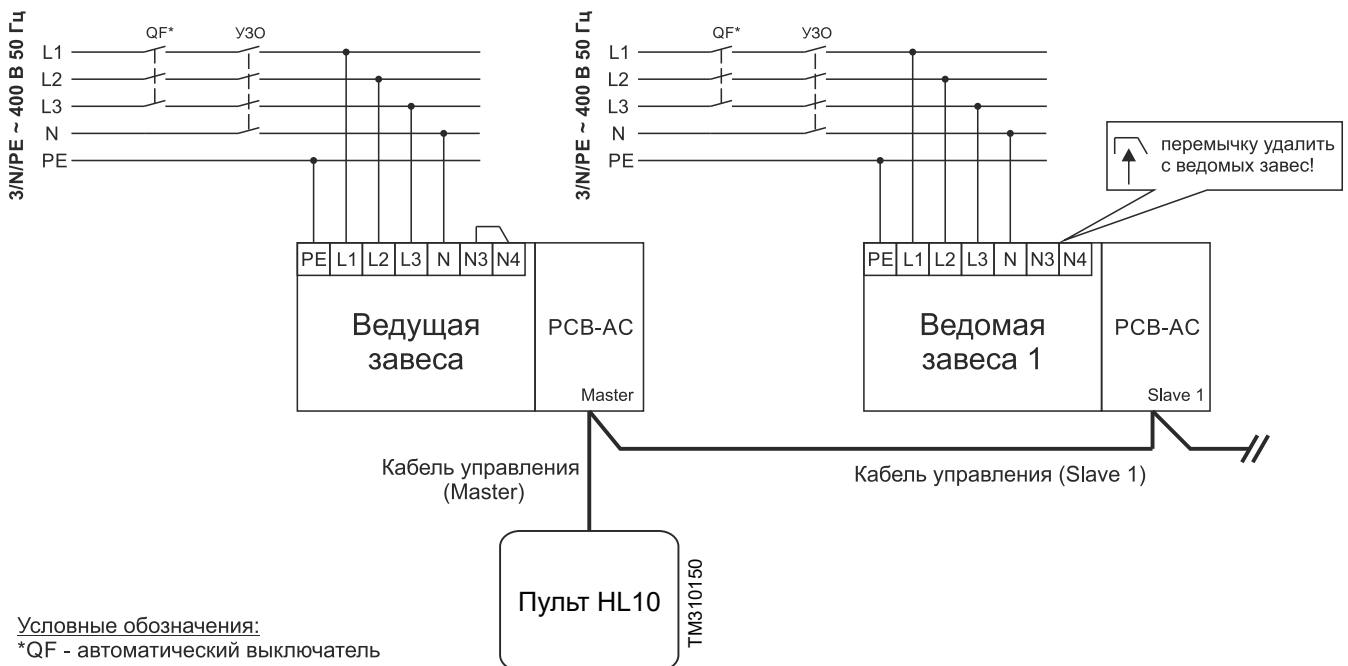 3/N/PE ~ 400 В 50 Гц
QF* УЗО
L1
L2
L3
N
PE
PE L1 L2 L3 N N3 N4
Ведущая
завеса
PCB-AC
Master
3/N/PE ~ 400 В 50 Гц
QF* УЗО
L1
L2
L3
N
PE
перемычку удалить
с ведомых завес!
PE L1 L2 L3 N N3 N4
Ведомая
завеса 1
PCB-AC
Slave 1
Кабель управления
(Master)
Кабель управления (Slave 1)
Пульт HL10
TM310150
Условные обозначения:
*QF - автоматический выключатель